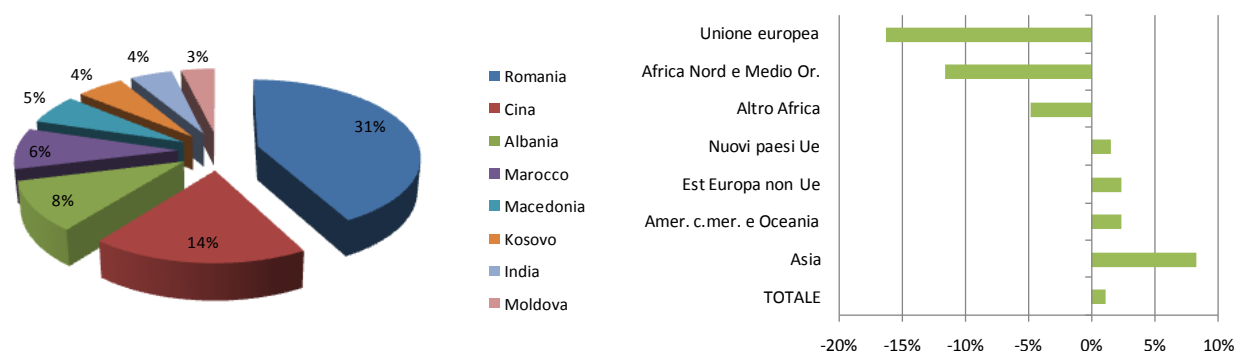 31%
14%
8%
6%
5%
4%
4%
3%
Romania
Cina
Albania
Marocco
Macedonia
Kosovo
India
Moldova
Unione europea
Africa Nord e Medio Or.
Altro Africa
Nuovi paesi Ue
Est Europa non Ue
Amer. c.mer. e Oceania
Asia
TOTALE
-20% -15% -10% -5% 0% 5% 10%